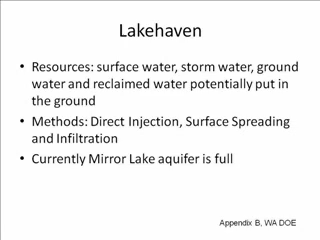 Lakehaven
• Resources: surface water, storm water, ground
water and reclaimed water potentially put in
the ground
• Methods: Direct Injection, Surface Spreading
and Infiltration
• Currently Mirror Lake aquifer is full
Appendix B, WA DOE